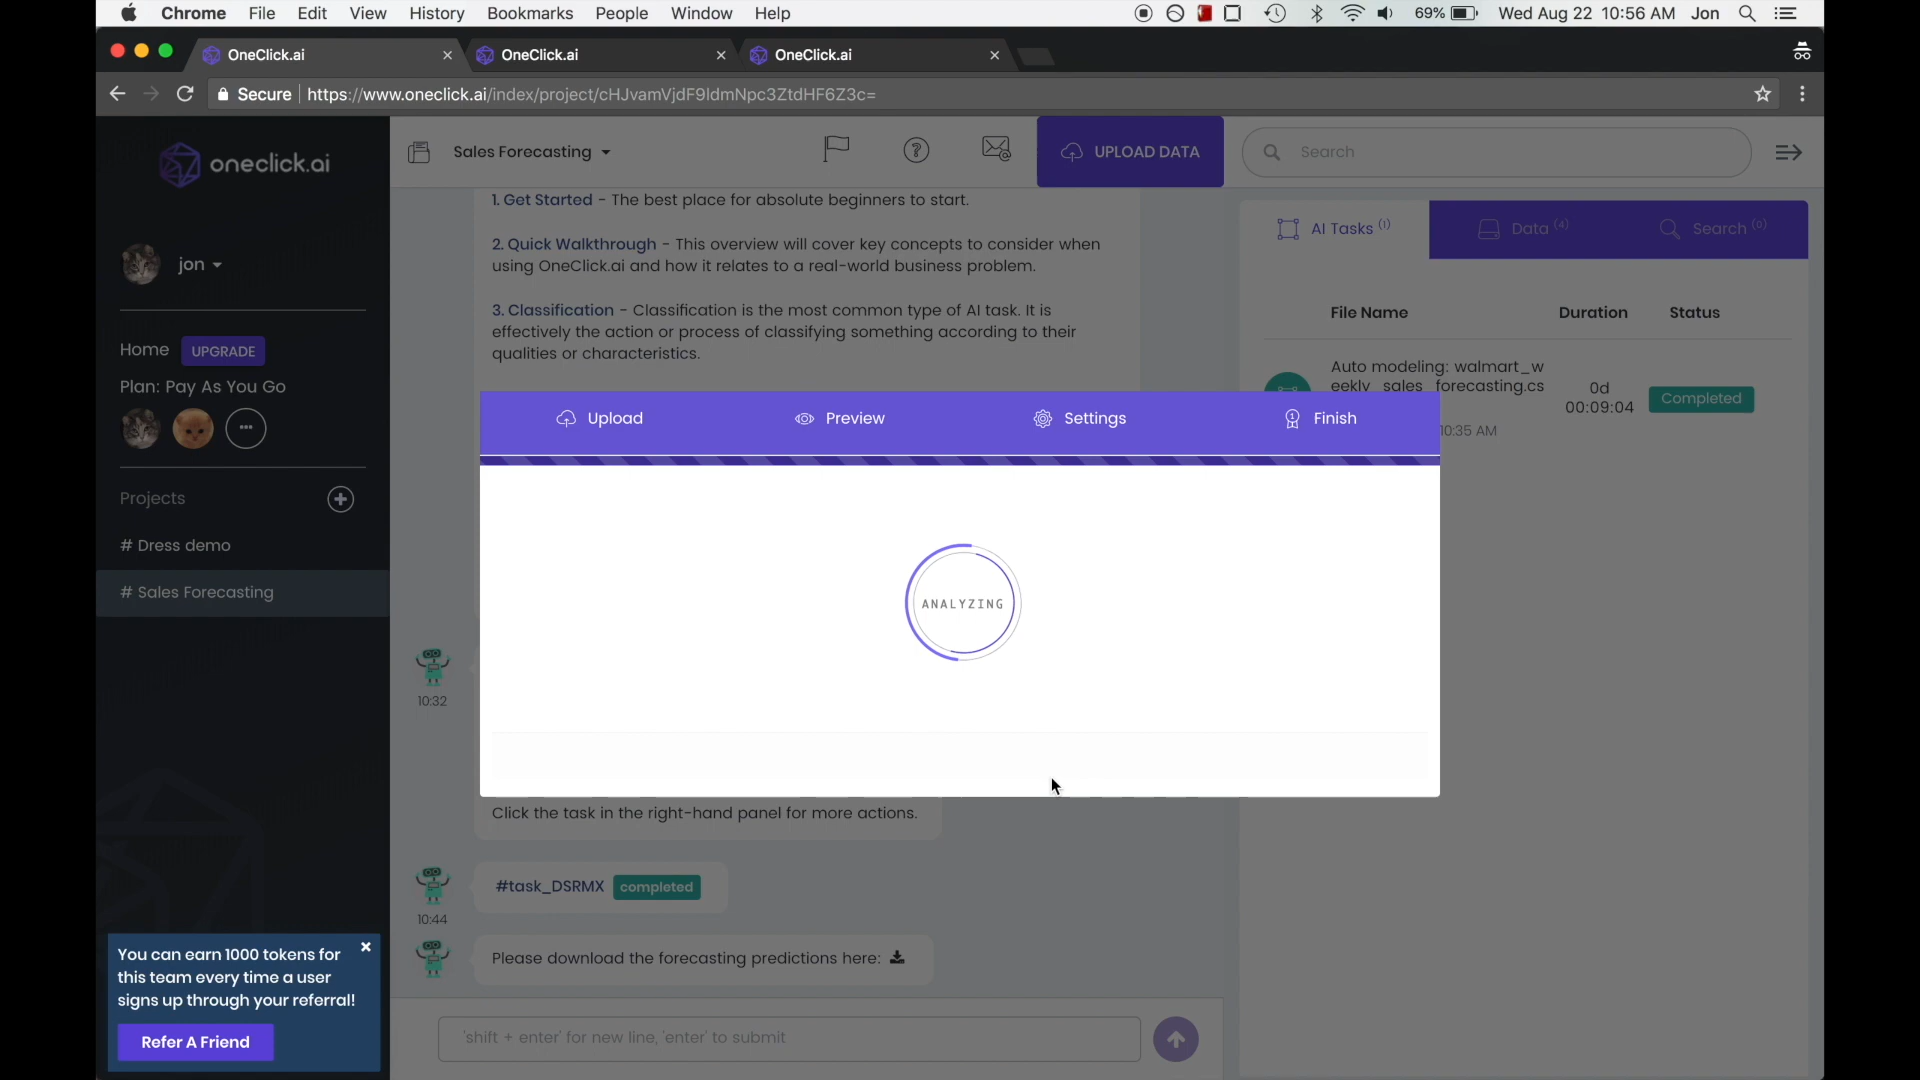 Chrome File Edit View History Bookmarks People Window Help
69% Wed Aug 22 10:56 AM Jon
OneClick.ai
OneClick.ai
OneClick.ai
Secure https://www.oneclick.ai/index/project/cHJvamVjdF9ldmNpc3ZtdHF6Z3c=
oneclick.ai
jon
Home UPGRADE
Plan: Pay As You Go
Projects
# Dress demo
# Sales Forecasting
You can earn 1000 tokens for
this team every time a user
signs up through your referral!
Refer A Friend
Sales Forecasting
UPLOAD DATA
Search
1. Get Started - The best place for absolute beginners to start.
2. Quick Walkthrough - This overview will cover key concepts to consider when
using OneClick.ai and how it relates to a real-world business problem.
3. Classification - Classification is the most common type of AI task. It is
effectively the action or process of classifying something according to their
qualities or characteristics.
Upload Preview Settings Finish
ANALYZING
10:32
Click the task in the right-hand panel for more actions.
#task_DSRMX completed
10:44
Please download the forecasting predictions here:
'shift + enter' for new line, 'enter' to submit
AI Tasks (1) Data (4) Search (0)
File Name Duration Status
Auto modeling: walmart_w
eekly_sales_forecasting.cs
0d
00:09:04
Completed
10:35 AM